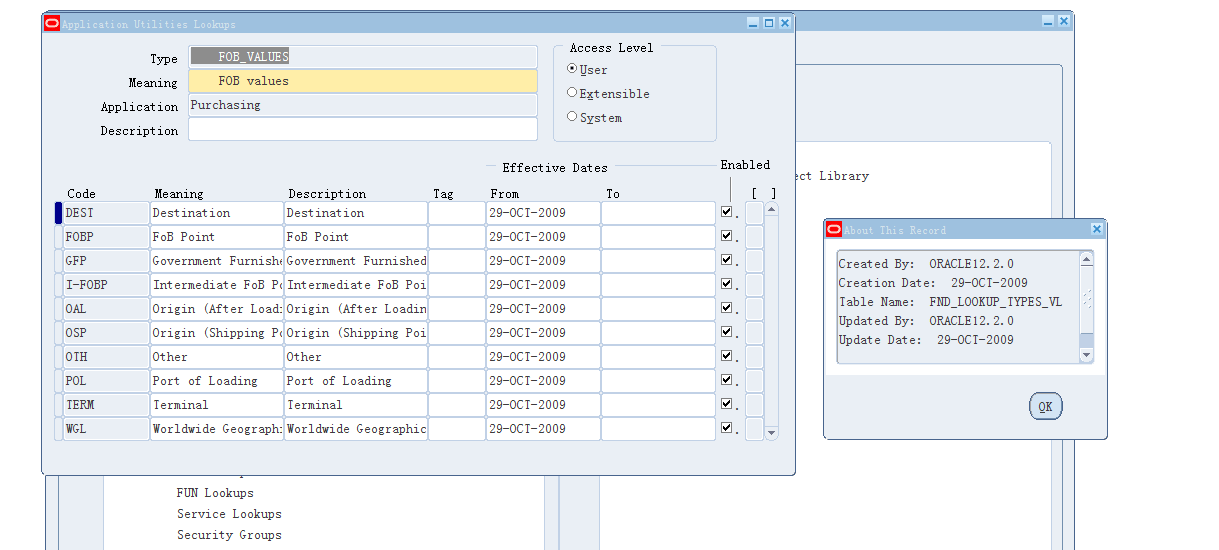 Application Utilities Lookups
Type FOB_VALUES
Meaning FOB values
Application Purchasing
Description
Access Level
User
Extensible
System
Effective Dates Enabled
Code Meaning Description Tag From To [ ]
DEST Destination Destination 29-OCT-2009
FOBP FoB Point FoB Point 29-OCT-2009
GFP Government Furnishe Government Furnished 29-OCT-2009
I-FOBP Intermediate FoB Po Intermediate FoB Poi 29-OCT-2009
OAL Origin (After Loadi Origin (After Loadin 29-OCT-2009
OSP Origin (Shipping Po Origin (Shipping Poi 29-OCT-2009
OTH Other Other 29-OCT-2009
POL Port of Loading Port of Loading 29-OCT-2009
TERM Terminal Terminal 29-OCT-2009
WGL Worldwide Geographi Worldwide Geographic 29-OCT-2009
ect Library
About This Record
Created By: ORACLE12.2.0
Creation Date: 29-OCT-2009
Table Name: FND_LOOKUP_TYPES_VL
Updated By: ORACLE12.2.0
Update Date: 29-OCT-2009
OK
FUN Lookups
Service Lookups
Security Groups